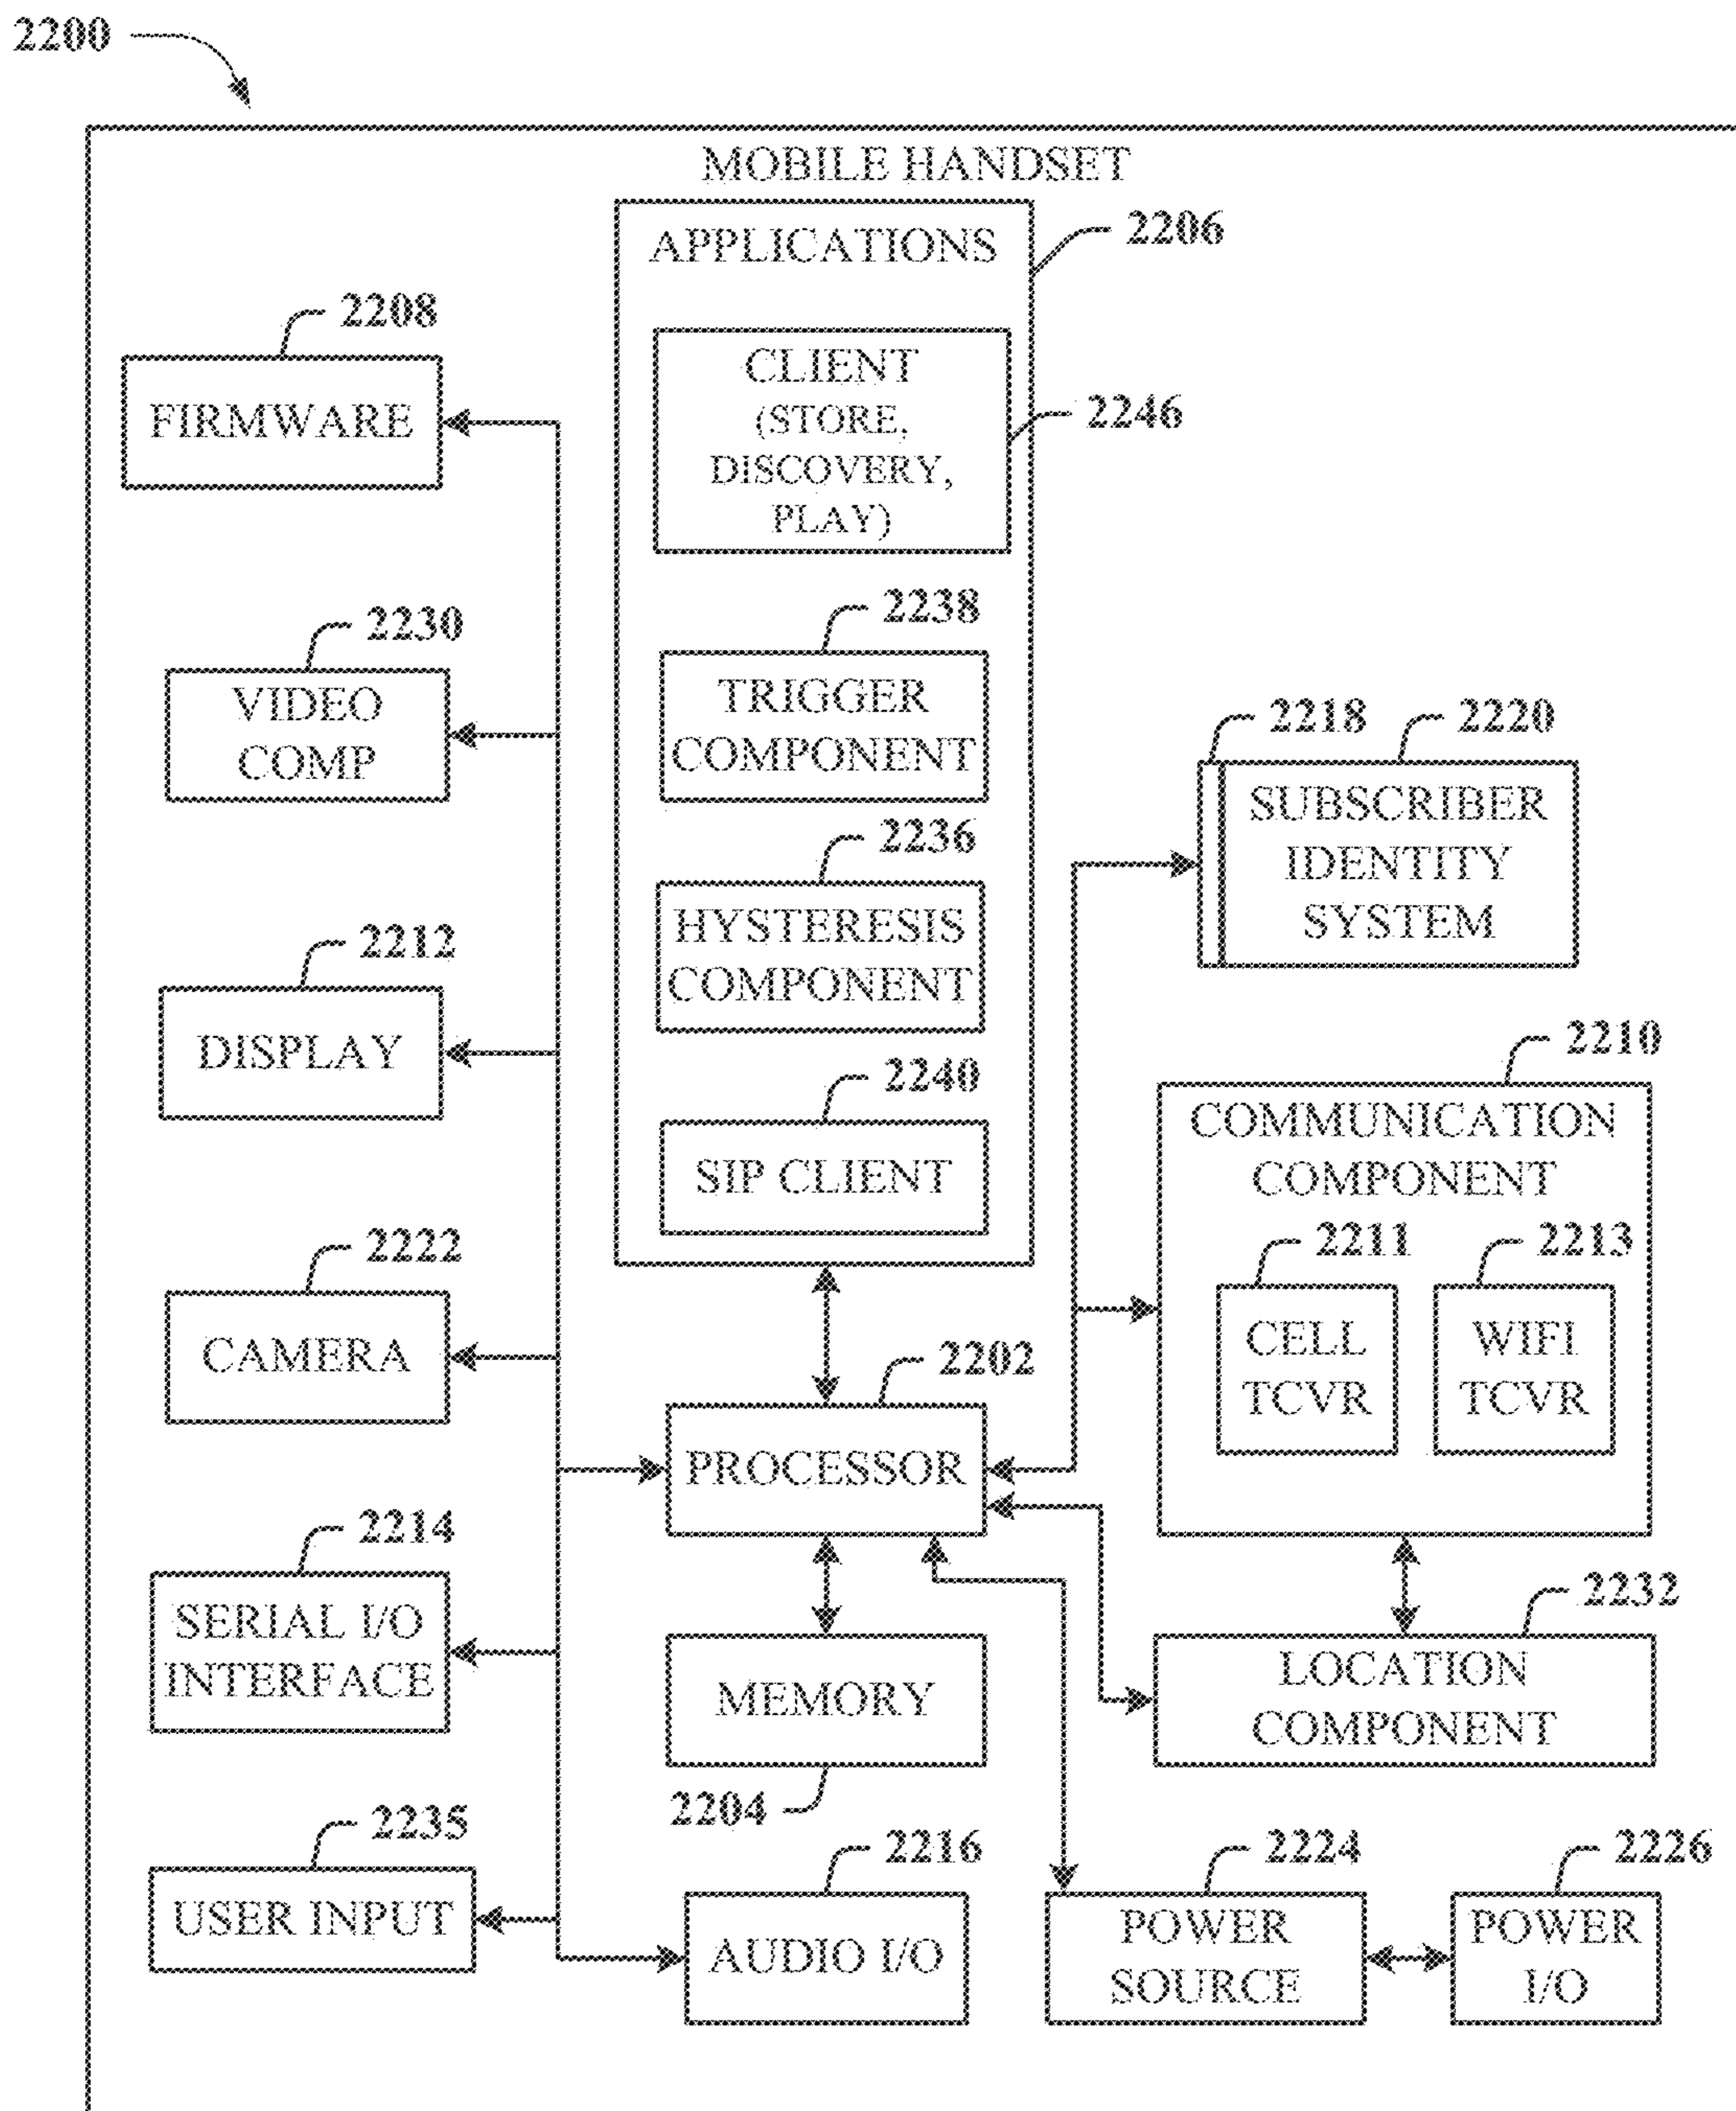 2200
MOBILE HANDSET
2206
APPLICATIONS
2208
FIRMWARE
CLIENT
(STORE,
DISCOVERY,
PLAY)
2246
2230
VIDEO
COMP
2238
TRIGGER
COMPONENT
2218
2220
SUBSCRIBER
IDENTITY
SYSTEM
2236
HYSTERESIS
COMPONENT
2212
DISPLAY
2240
SIP CLIENT
2210
COMMUNICATION
COMPONENT
2211
CELL
TCVR
2213
WIFI
TCVR
2222
CAMERA
2202
PROCESSOR
2214
SERIAL I/O
INTERFACE
MEMORY
2204
2232
LOCATION
COMPONENT
2235
USER INPUT
2216
AUDIO I/O
2224
POWER
SOURCE
2226
POWER
I/O